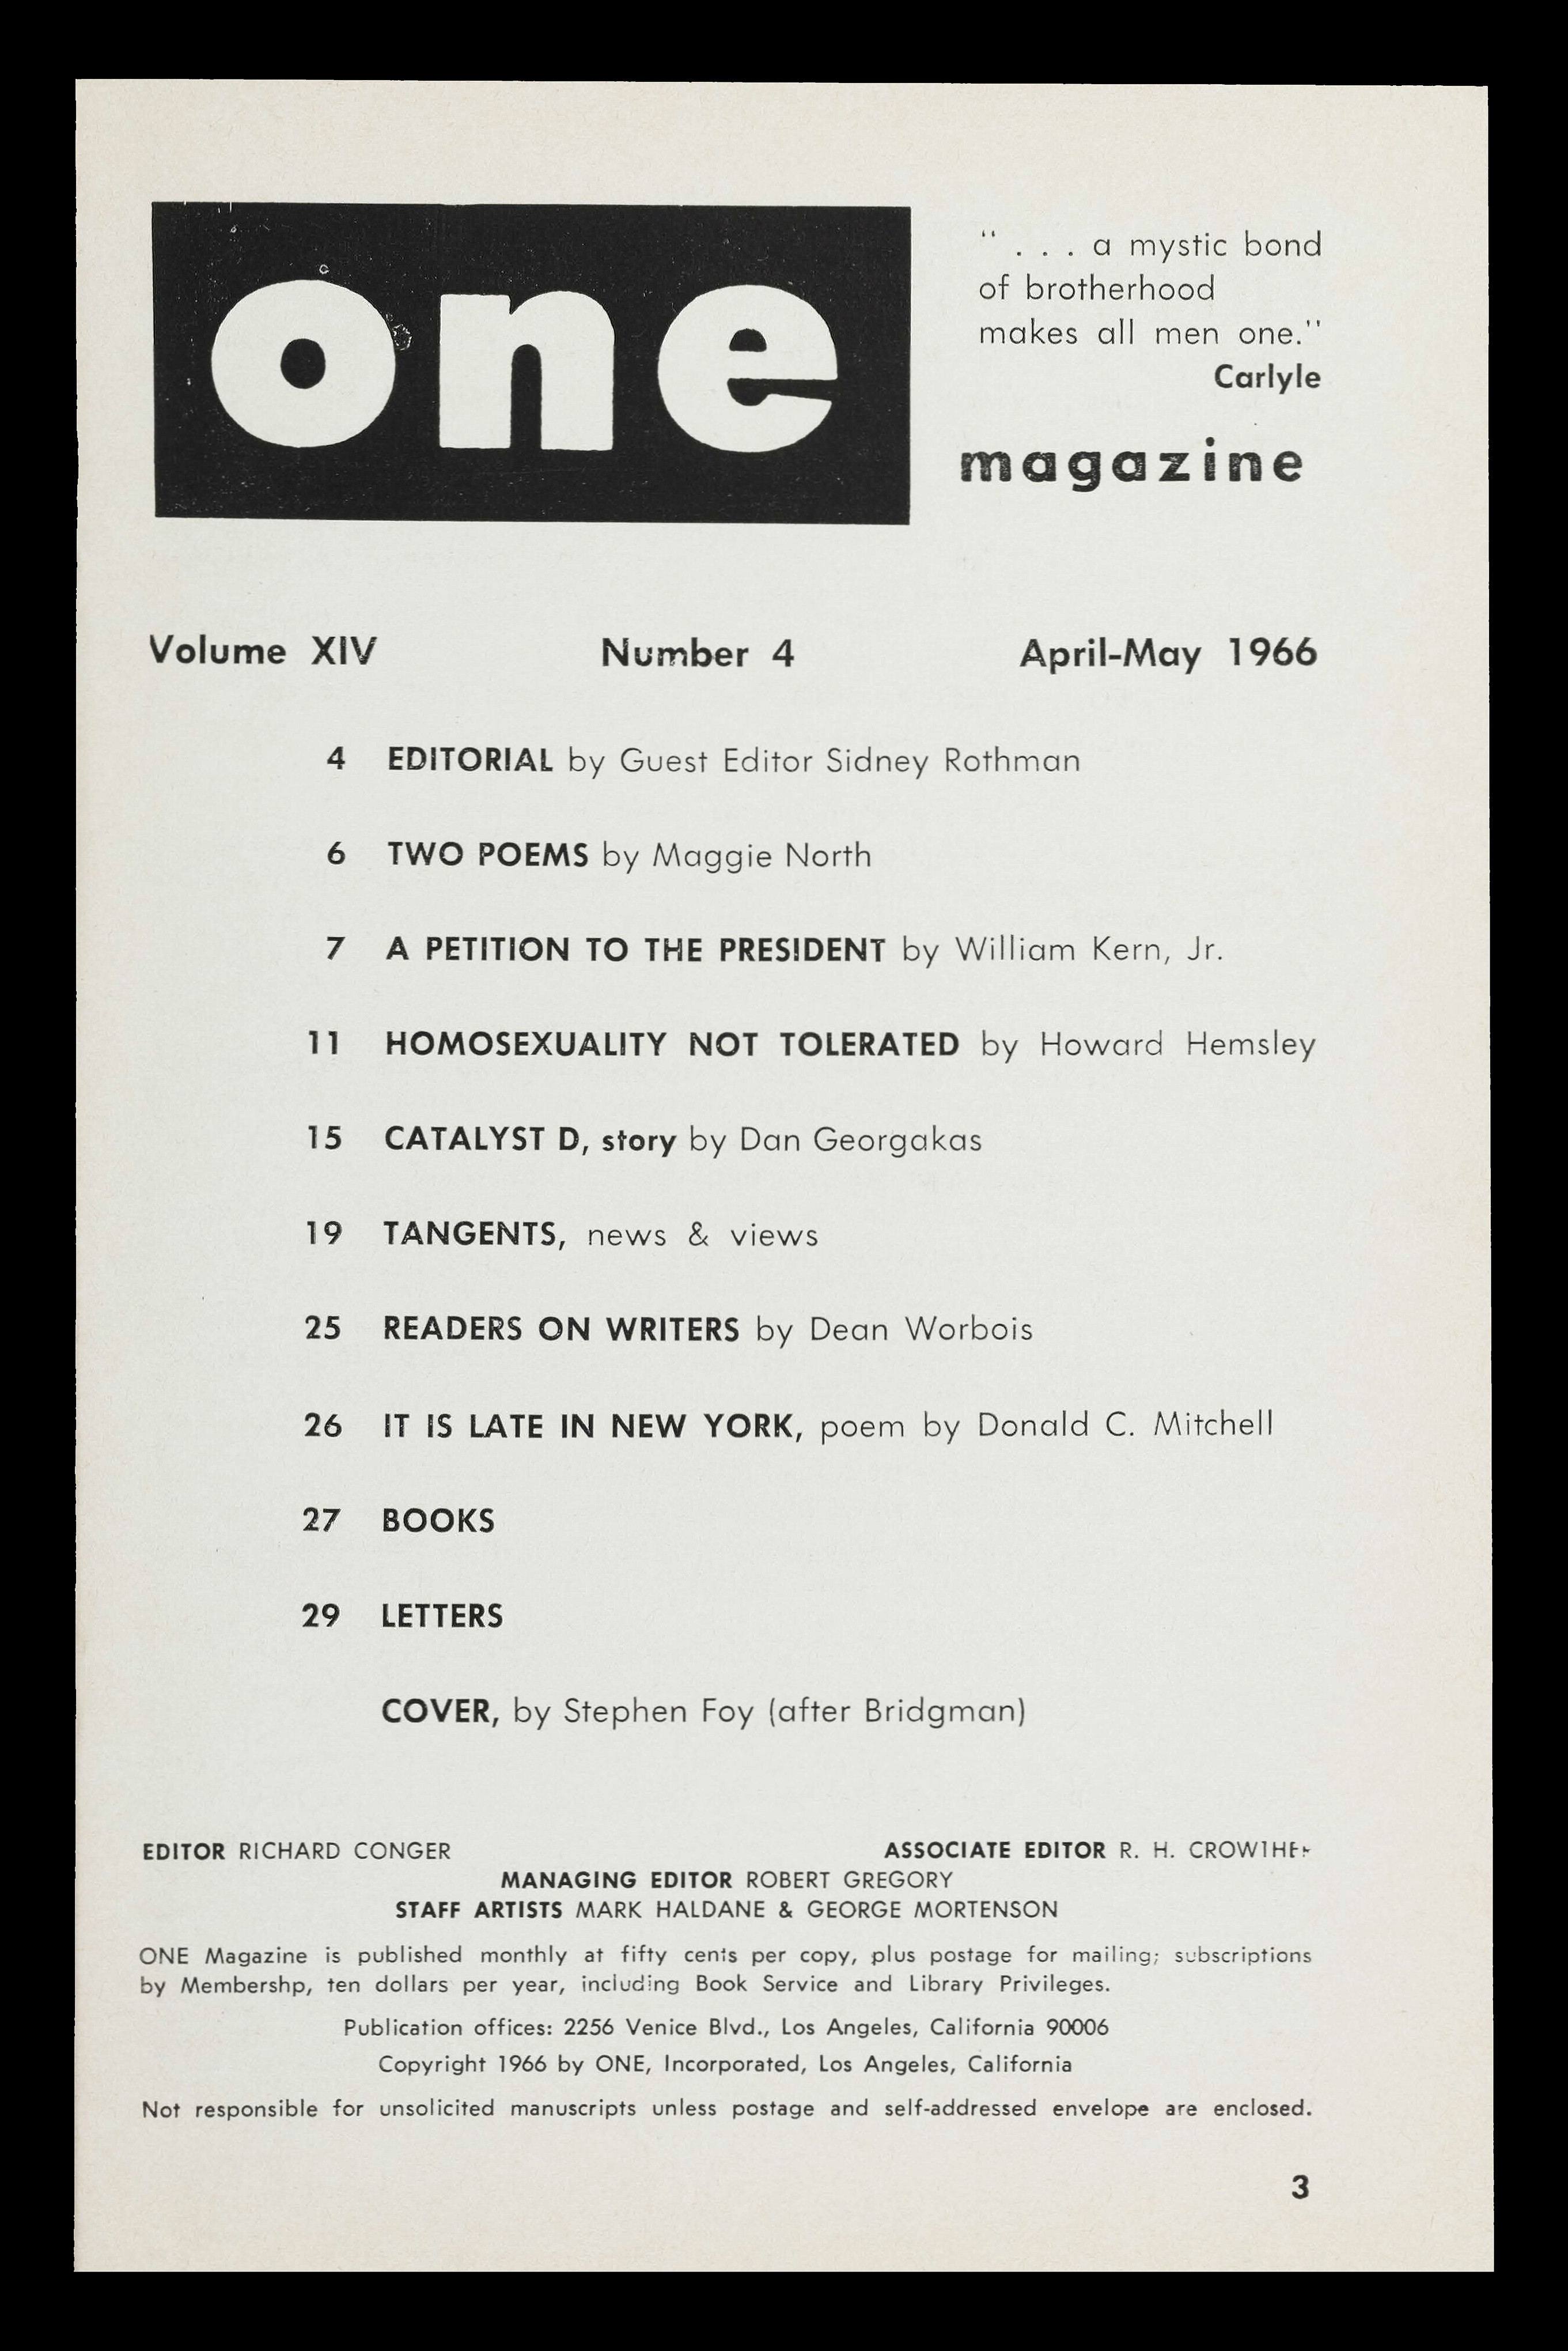 one
" . . . a mystic bond
of brotherhood
makes all men one."
Carlyle
magazine
Volume XIV Number 4 April-May 1966
4 EDITORIAL by Guest Editor Sidney Rothman
6 TWO POEMS by Maggie North
7 A PETITION TO THE PRESIDENT by William Kern, Jr.
11 HOMOSEXUALITY NOT TOLERATED by Howard Hemsley
15 CATALYST D, story by Dan Georgakas
19 TANGENTS, news & views
25 READERS ON WRITERS by Dean Worbois
26 IT IS LATE IN NEW YORK, poem by Donald C. Mitchell
27 BOOKS
29 LETTERS
COVER, by Stephen Foy (after Bridgman)
EDITOR RICHARD CONGER ASSOCIATE EDITOR R. H. CROWTHER
MANAGING EDITOR ROBERT GREGORY
STAFF ARTISTS MARK HALDANE & GEORGE MORTENSON
ONE Magazine is published monthly at fifty cents per copy, plus postage for mailing; subscriptions
by Membershp, ten dollars per year, including Book Service and Library Privileges.
Publication offices: 2256 Venice Blvd., Los Angeles, California 90006
Copyright 1966 by ONE, Incorporated, Los Angeles, California
Not responsible for unsolicited manuscripts unless postage and self-addressed envelope are enclosed.
3